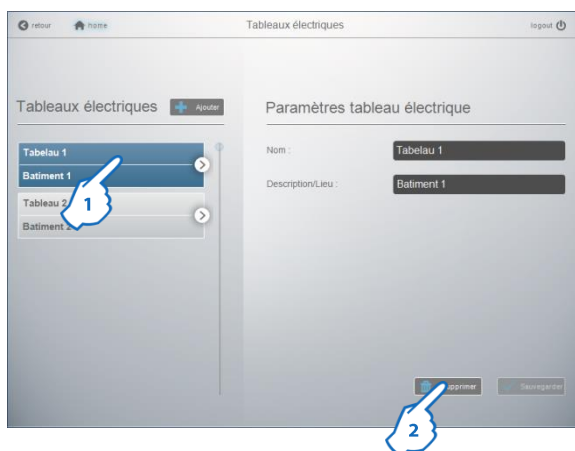 retour
home
Tableaux électriques
logout
Tableaux électriques
Ajouter
Tabelau 1
Batiment 1
Tableau 2
Batiment
1
Paramètres tableau électrique
Nom :
Tabelau 1
Description/Lieu :
Batiment 1
upprimer
Sauvegarder
2